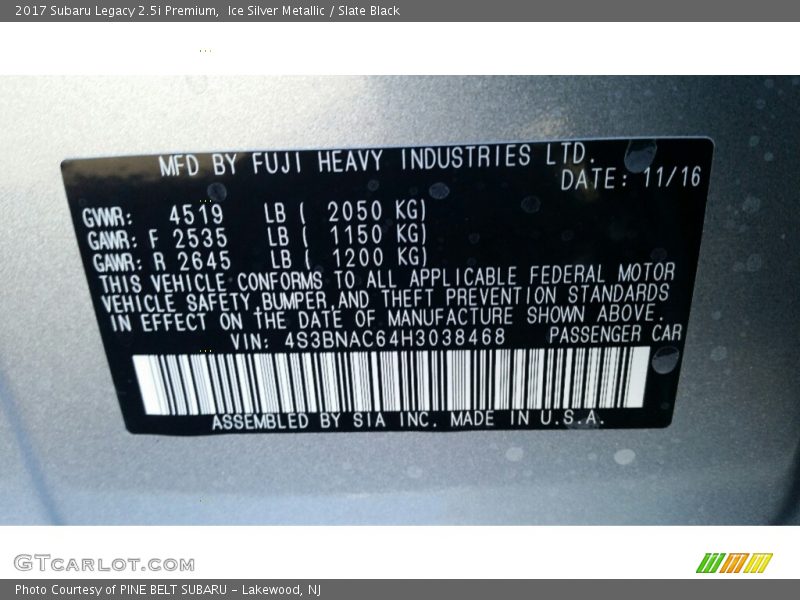 2017 Subaru Legacy 2.5i Premium,  Ice Silver Metallic / Slate Black
MFD BY FUJI HEAVY INDUSTRIES LTD.
DATE: 11/16
GVWR: 4519 LB ( 2050 KG)
GAWR: F 2535 LB ( 1150 KG)
GAWR: R 2645 LB ( 1200 KG)
THIS VEHICLE CONFORMS TO ALL APPLICABLE FEDERAL MOTOR
VEHICLE SAFETY,BUMPER,AND THEFT PREVENTION STANDARDS
IN EFFECT ON THE DATE OF MANUFACTURE SHOWN ABOVE.
VIN: 4S3BNAC64H3038468 PASSENGER CAR
ASSEMBLED BY SIA INC. MADE IN U.S.A.
GTCARLOT.COM
Photo Courtesy of PINE BELT SUBARU - Lakewood, NJ